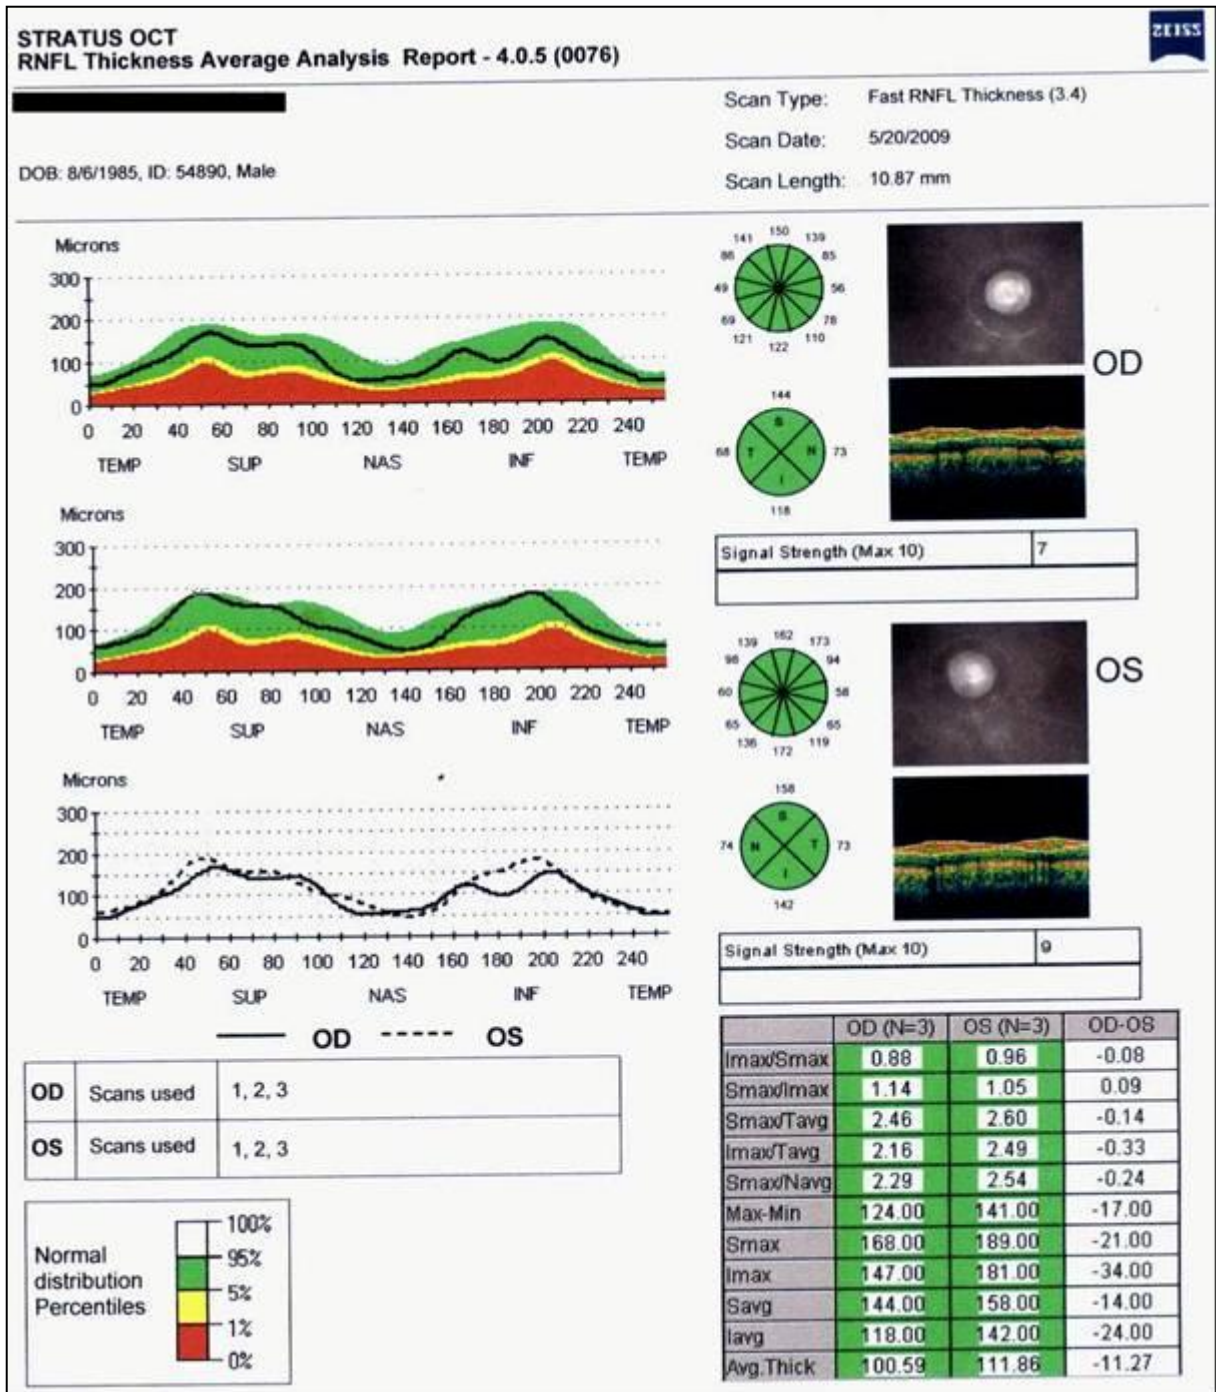 STRATUS OCT
RNFL Thickness Average Analysis Report - 4.0.5 (0076)
ZEISS
DOB: 8/6/1985, ID: 54890, Male
Scan Type: Fast RNFL Thickness (3.4)
Scan Date: 5/20/2009
Scan Length: 10.87 mm
Microns
300
200
100
0
0 20 40 60 80 100 120 140 160 180 200 220 240
TEMP SUP NAS INF TEMP
141 150 139
86 85
49 56
69 78
121 122 110
OD
144
S
68 T N 73
I
118
Signal Strength (Max 10) 7
Microns
300
200
100
0
0 20 40 60 80 100 120 140 160 180 200 220 240
TEMP SUP NAS INF TEMP
139 162 173
98 94
60 58
65 65
136 172 119
OS
158
S
74 N T 73
I
142
Signal Strength (Max 10) 9
Microns
300
200
100
0
0 20 40 60 80 100 120 140 160 180 200 220 240
TEMP SUP NAS INF TEMP
OD OS
OD Scans used 1, 2, 3
OS Scans used 1, 2, 3
Normal
distribution
Percentiles
100%
95%
5%
1%
0%
OD (N=3) OS (N=3) OD-OS
Imax/Smax 0.88 0.96 -0.08
Smax/Imax 1.14 1.05 0.09
Smax/Tavg 2.46 2.60 -0.14
Imax/Tavg 2.16 2.49 -0.33
Smax/Navg 2.29 2.54 -0.24
Max-Min 124.00 141.00 -17.00
Smax 168.00 189.00 -21.00
Imax 147.00 181.00 -34.00
Savg 144.00 158.00 -14.00
Iavg 118.00 142.00 -24.00
Avg.Thick 100.59 111.86 -11.27